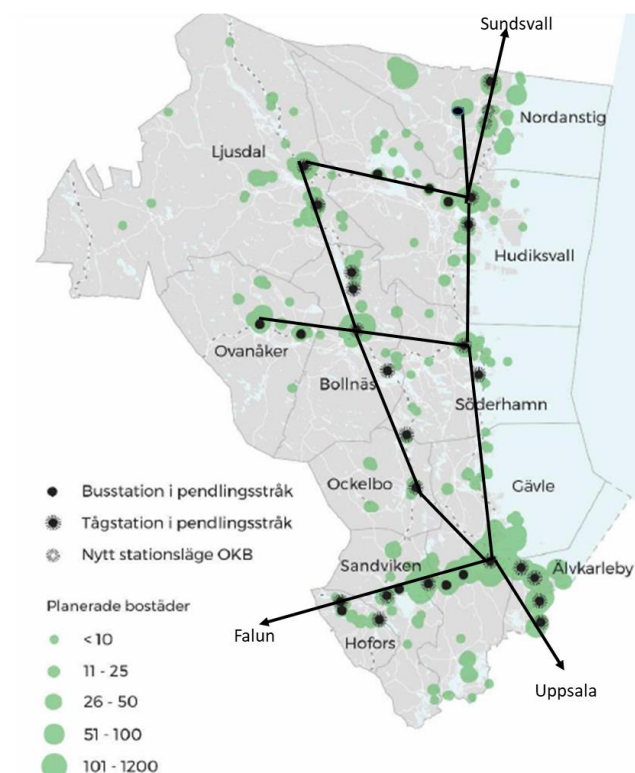 Sundsvall
Nordanstig
Ljusdal
Hudiksvall
Ovanåker
Bollnäs
Söderhamn
Ockelbo
Gävle
Busstation i pendlingsstråk
Tågstation i pendlingsstråk
Nytt stationsläge OKB
Sandviken
Älvkarleby
Planerade bostäder
Falun
Hofors
< 10
11 - 25
26 - 50
Uppsala
51 - 100
101 - 1200